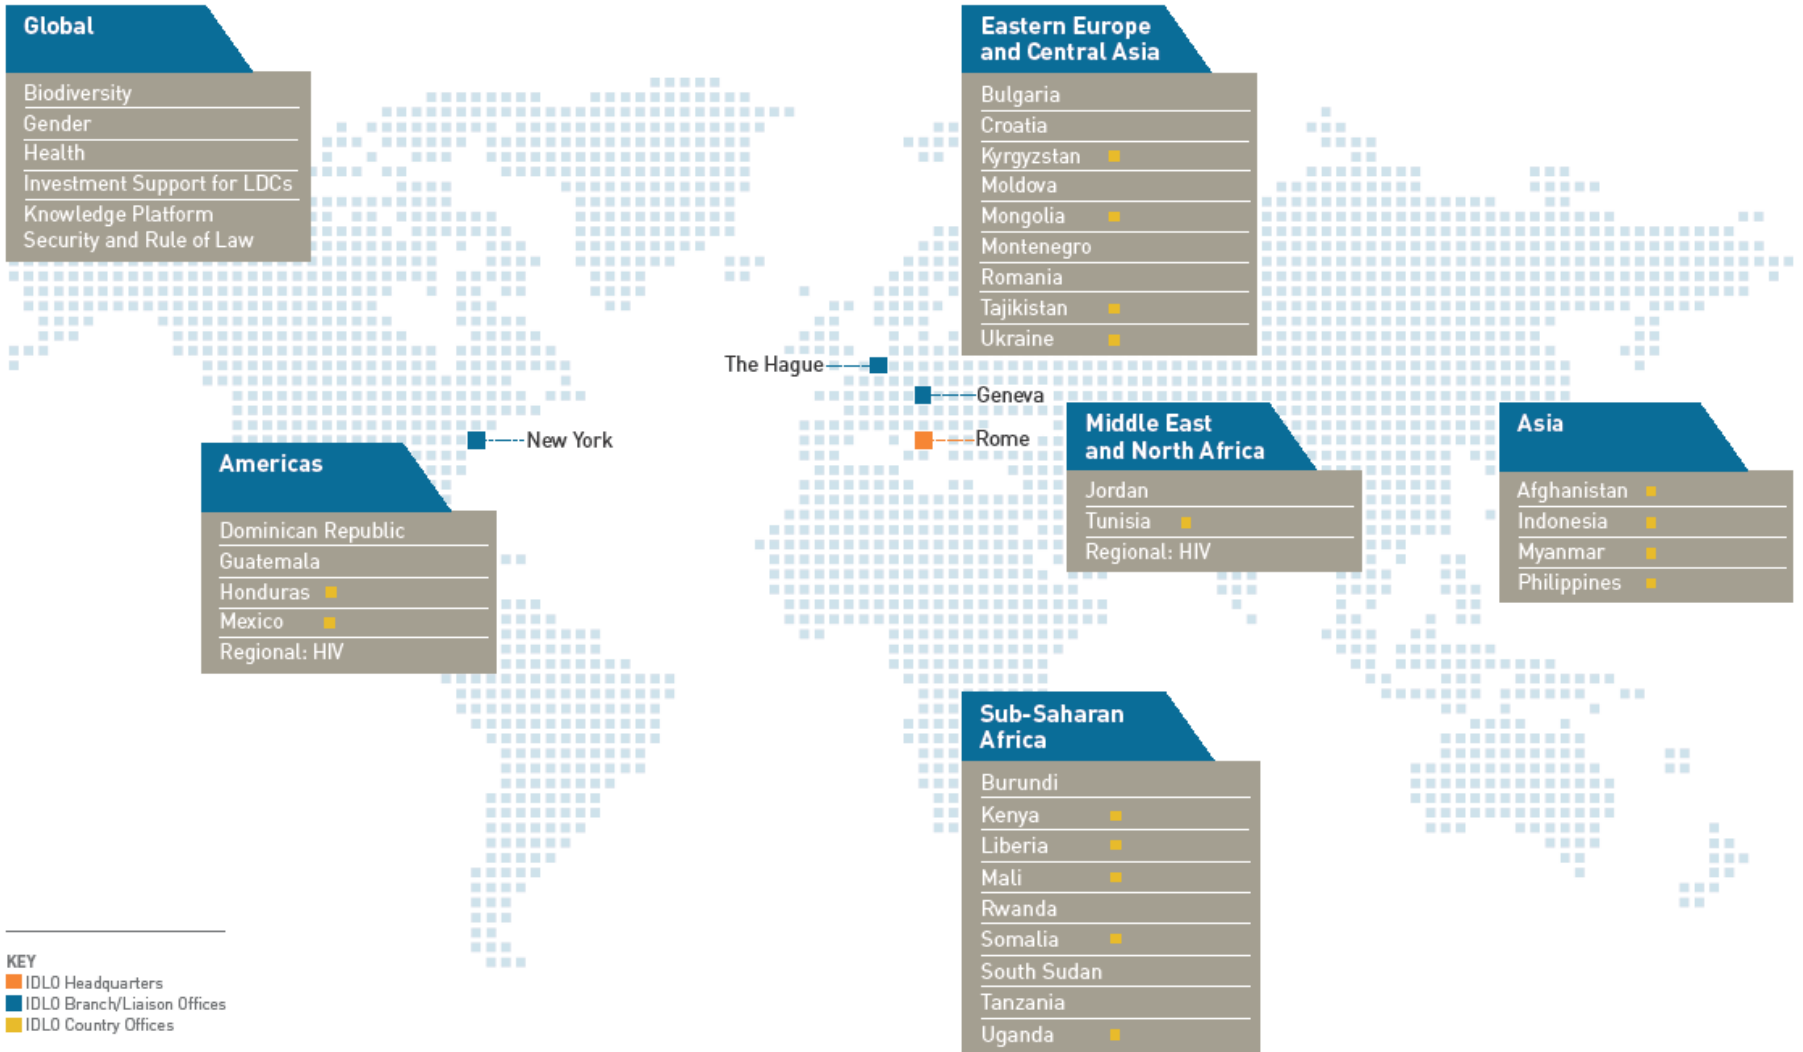 Global
Biodiversity
Gender
Health
Investment Support for LDCs
Knowledge Platform
Security and Rule of Law
Eastern Europe
and Central Asia
Bulgaria
Croatia
Kyrgyzstan
Moldova
Mongolia
Montenegro
Romania
Tajikistan
Ukraine
The Hague
Geneva
Rome
New York
Americas
Dominican Republic
Guatemala
Honduras
Mexico
Regional: HIV
Middle East
and North Africa
Jordan
Tunisia
Regional: HIV
Asia
Afghanistan
Indonesia
Myanmar
Philippines
Sub-Saharan
Africa
Burundi
Kenya
Liberia
Mali
Rwanda
Somalia
South Sudan
Tanzania
Uganda
KEY
IDLO Headquarters
IDLO Branch/Liaison Offices
IDLO Country Offices